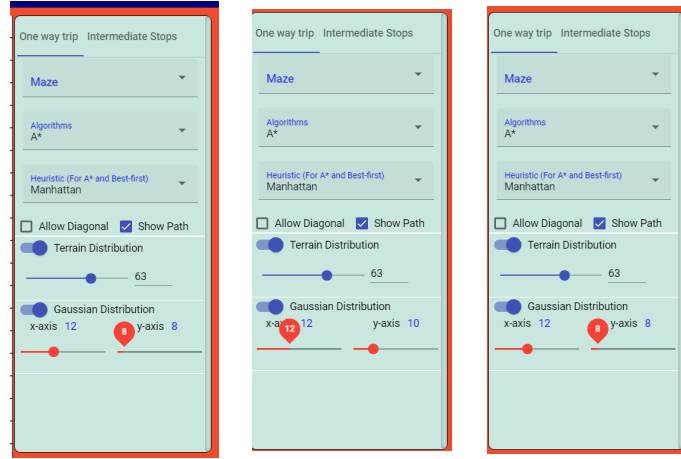 One way trip Intermediate Stops
Maze
Algorithms
A*
Heuristic (For A* and Best-first)
Manhattan
Allow Diagonal Show Path
Terrain Distribution
63
Gaussian Distribution
x-axis 12 y-axis 8
8
One way trip Intermediate Stops
Maze
Algorithms
A*
Heuristic (For A* and Best-first)
Manhattan
Allow Diagonal Show Path
Terrain Distribution
63
Gaussian Distribution
12 y-axis 10
12
One way trip Intermediate Stops
Maze
Algorithms
A*
Heuristic (For A* and Best-first)
Manhattan
Allow Diagonal Show Path
Terrain Distribution
63
Gaussian Distribution
x-axis 12 y-axis 8
8